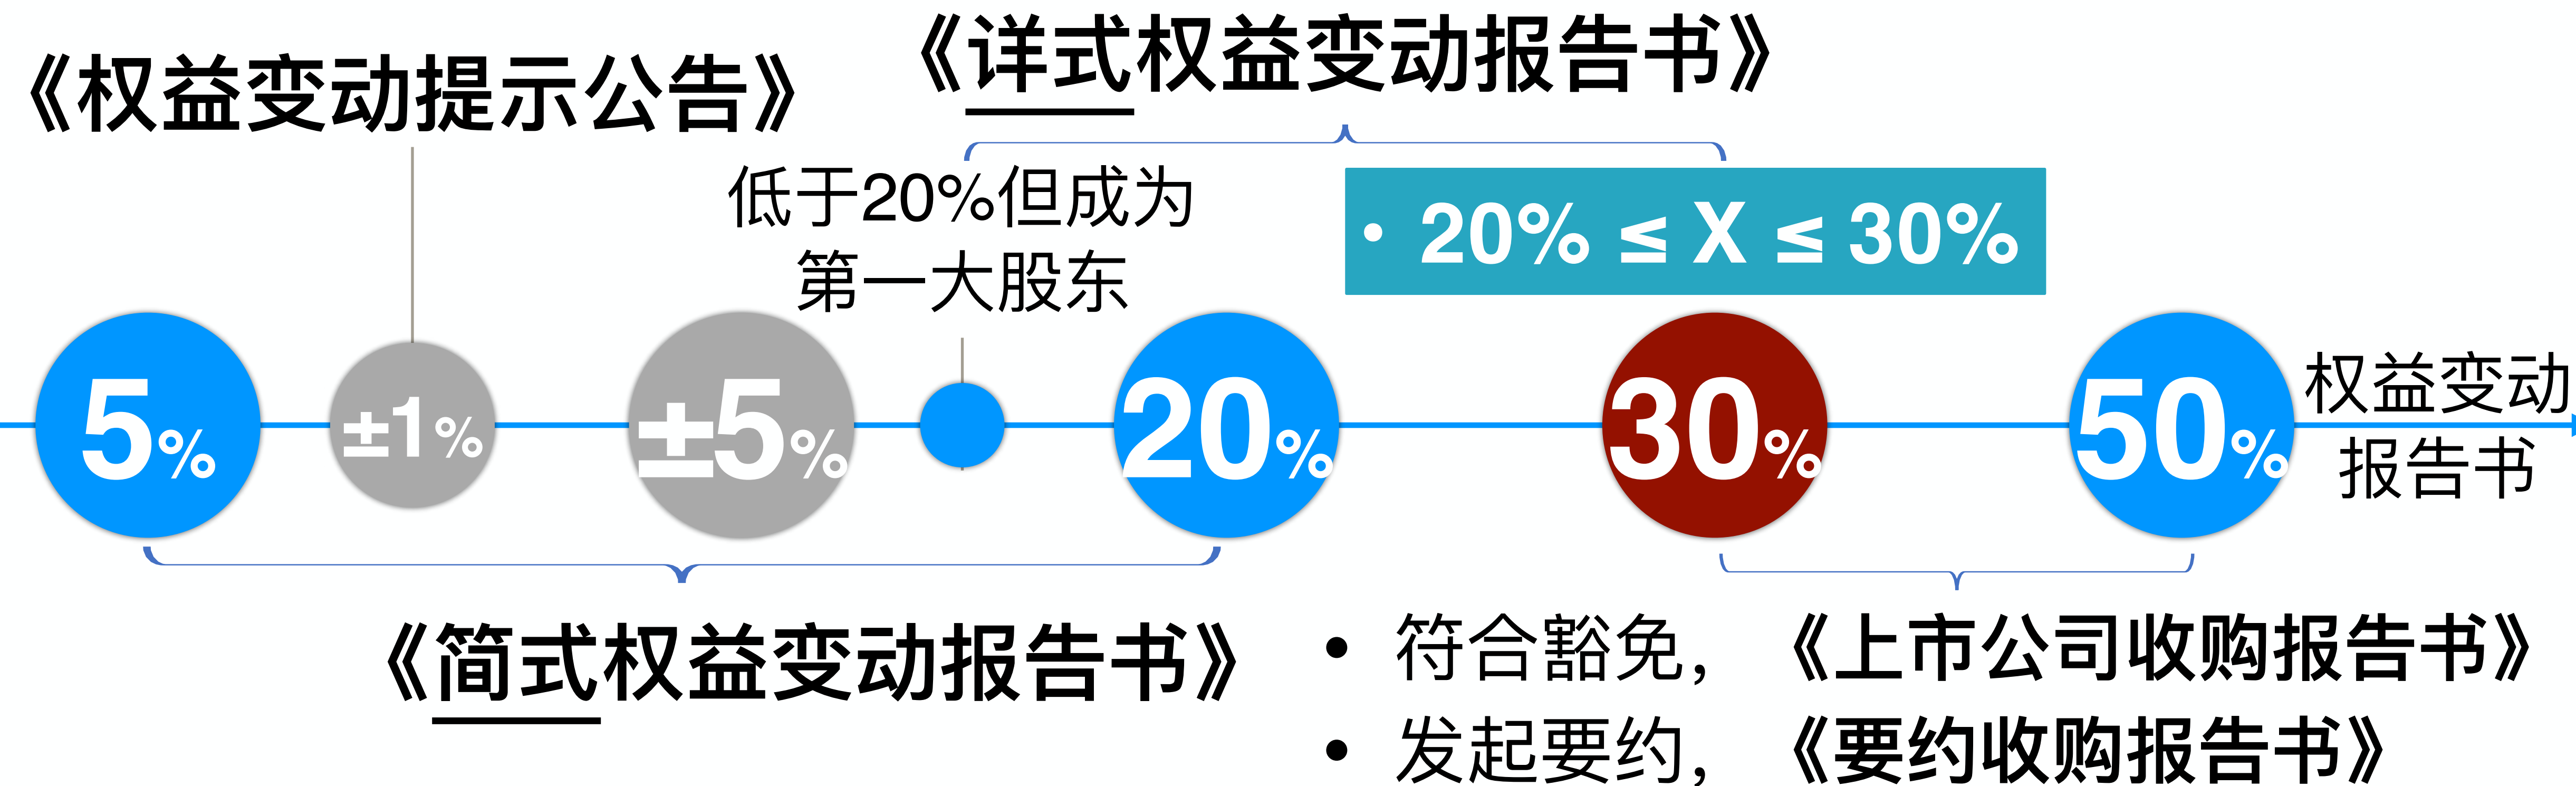 《详式权益变动报告书》
《权益变动提示公告》
低于20%但成为
第一大股东
• 20% ≤ X ≤ 30%
5%
±1%
±5%
20%
30%
50%
权益变动
报告书
《简式权益变动报告书》
• 符合豁免，《上市公司收购报告书》
• 发起要约，《要约收购报告书》